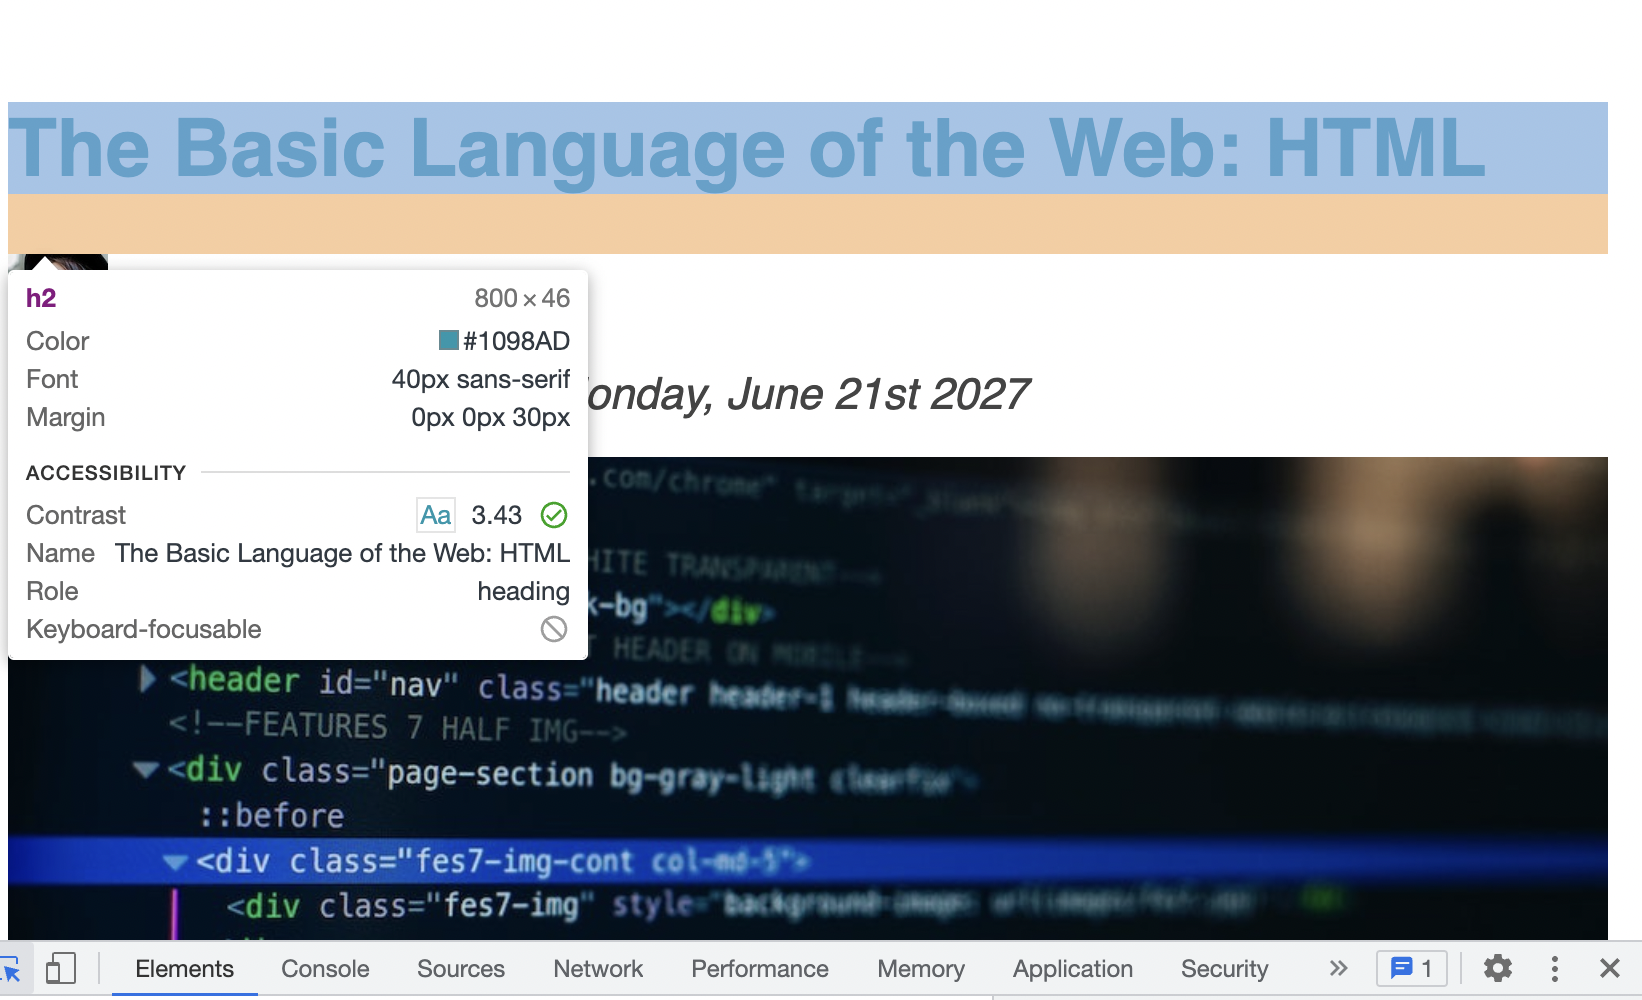 The Basic Language of the Web: HTML
h2 800 × 46
Color #1098AD
Font 40px sans-serif
Margin 0px 0px 30px
ACCESSIBILITY
Contrast Aa 3.43
Name The Basic Language of the Web: HTML
Role heading
Keyboard-focusable
onday, June 21st 2027
.com/chrome"
HITE TRANSPARENT-->
k-bg"></div>
T HEADER ON MOBILE-->
<header id="nav" class="header header-1 header-boxed
<!--FEATURES 7 HALF IMG-->
<div class="page-section bg-gray-light clearfix">
::before
<div class="fes7-img-cont col-md-5">
<div class="fes7-img" style="background-image:
Elements Console Sources Network Performance Memory Application Security » 1